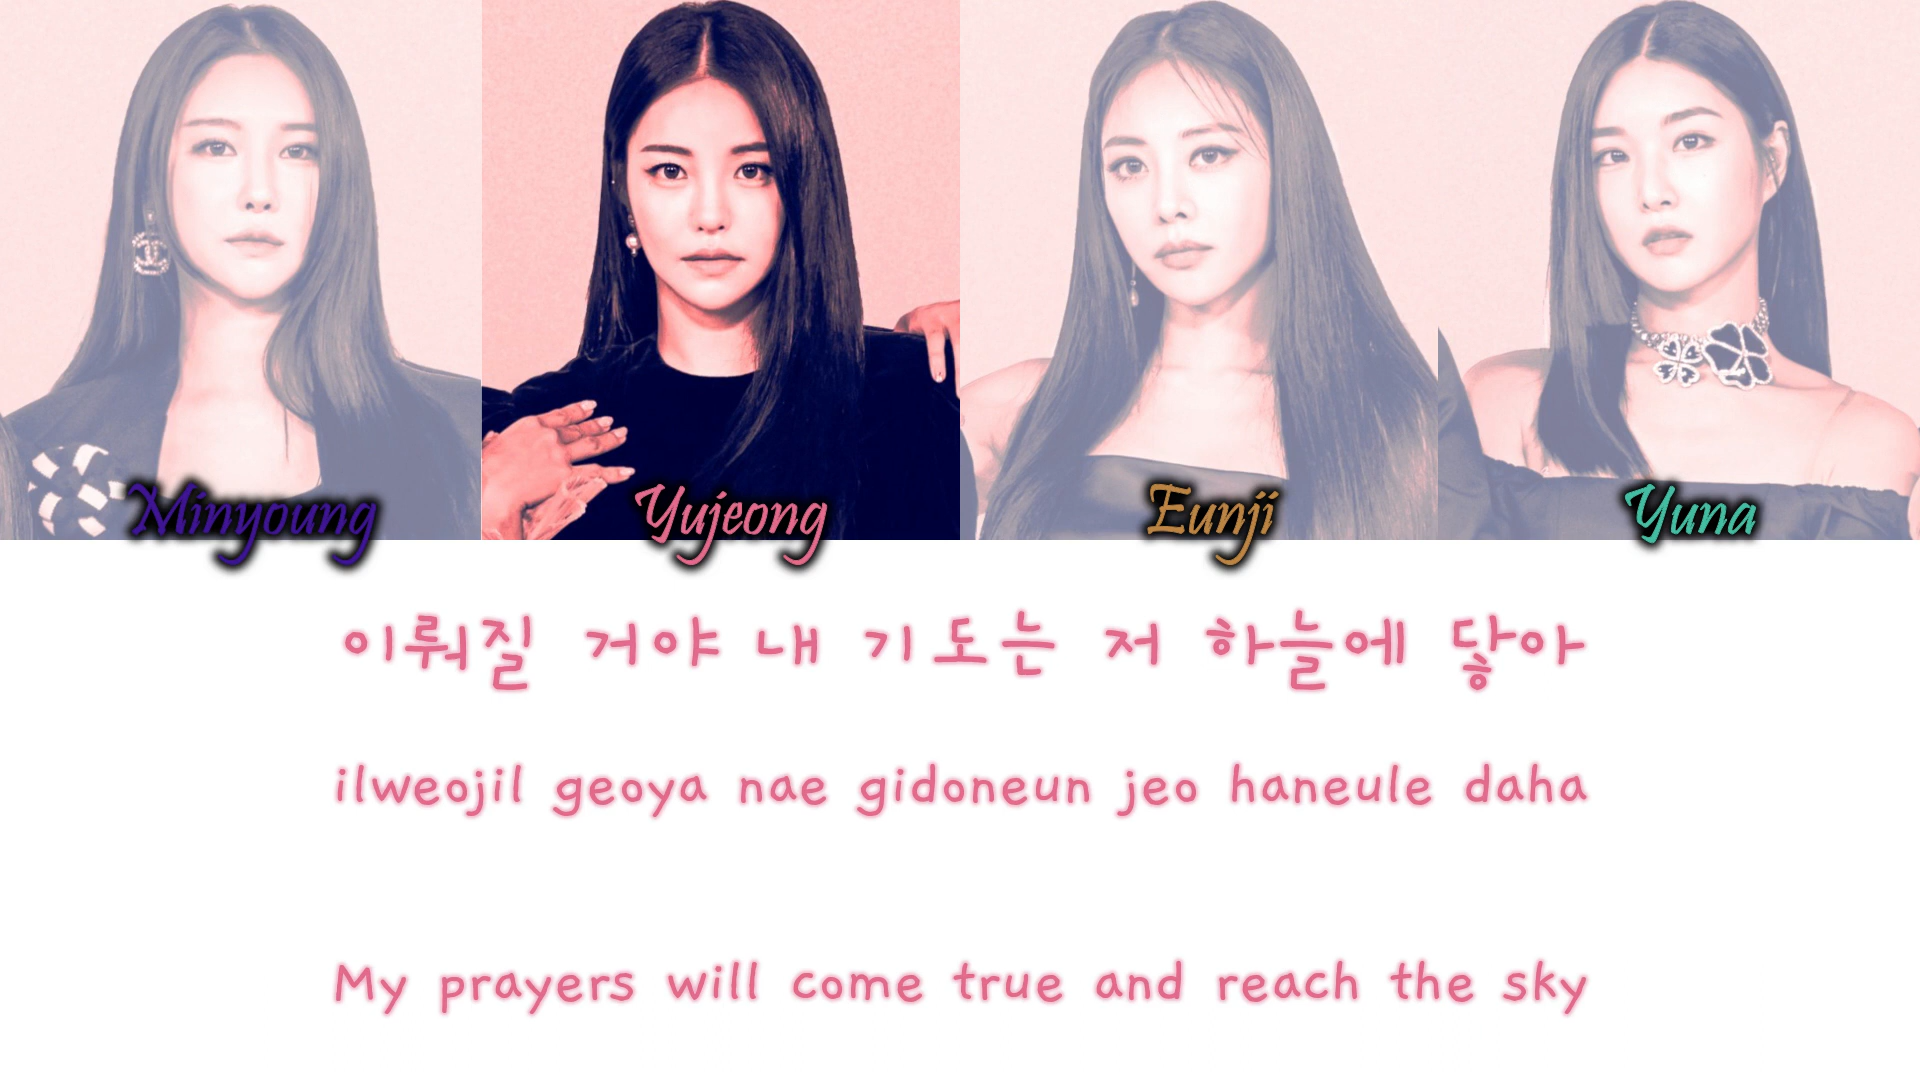 Minyoung Yujeong Eunji Yuna
이뤄질 거야 내 기도는 저 하늘에 닿아
ilweojil geoya nae gidoneun jeo haneule daha
My prayers will come true and reach the sky